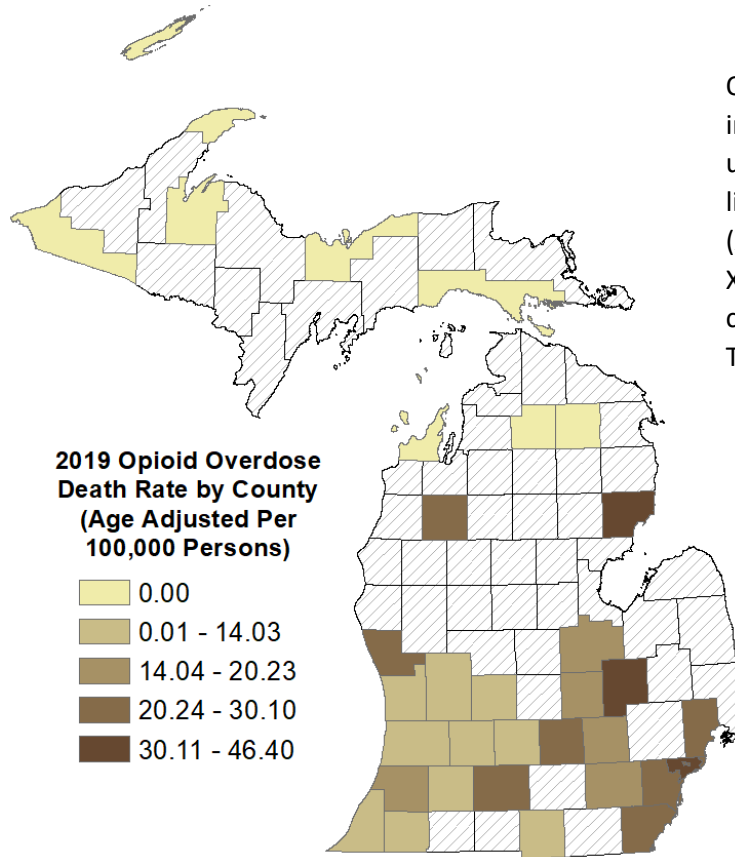 2019 Opioid Overdose
Death Rate by County
(Age Adjusted Per
100,000 Persons)
0.00
0.01 - 14.03
14.04 - 20.23
20.24 - 30.10
30.11 - 46.40